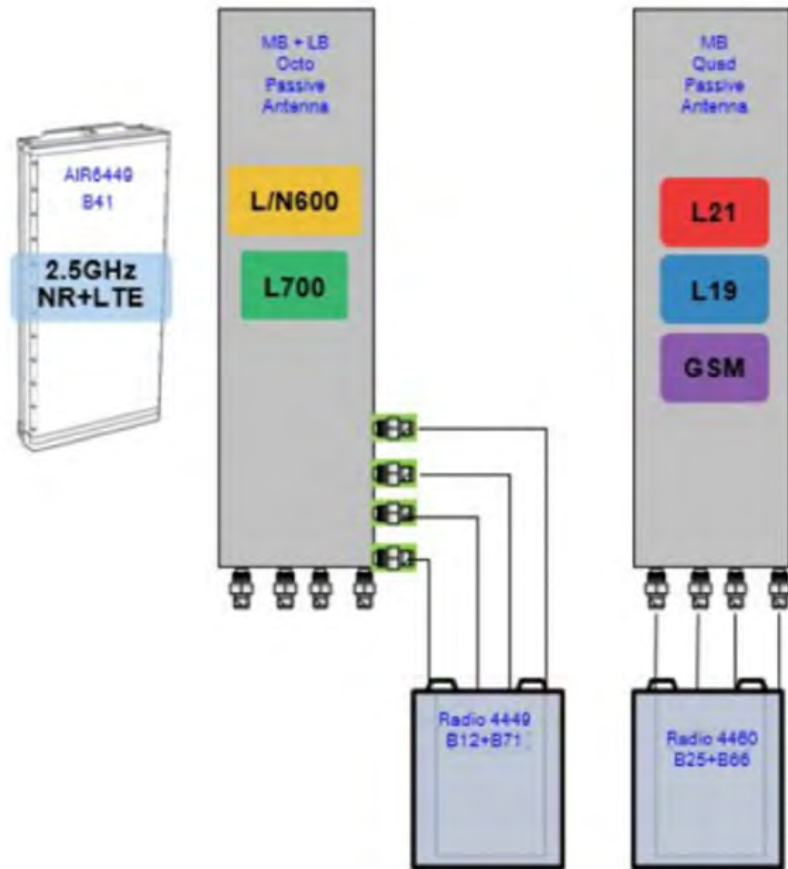 MB + LB
Octo
Passive
Antenna
MB
Quad
Passive
Antenna
AIR6449
B41
2.5GHz
NR+LTE
L/N600
L700
L21
L19
GSM
Radio 4449
B12+B71
Radio 4460
B25+B66